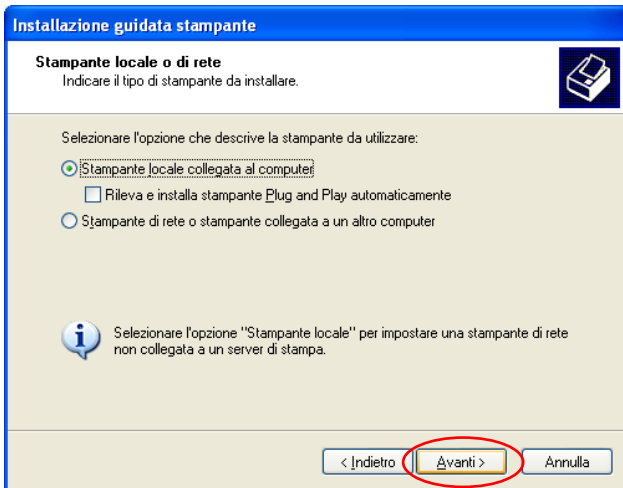 Installazione guidata stampante
Stampante locale o di rete
Indicare il tipo di stampante da installare.
Selezionare l'opzione che descrive la stampante da utilizzare:
Stampante locale collegata al computer
Rileva e installa stampante Plug and Play automaticamente
Stampante di rete o stampante collegata a un altro computer
Selezionare l'opzione "Stampante locale" per impostare una stampante di rete
non collegata a un server di stampa.
< Indietro Avanti > Annulla